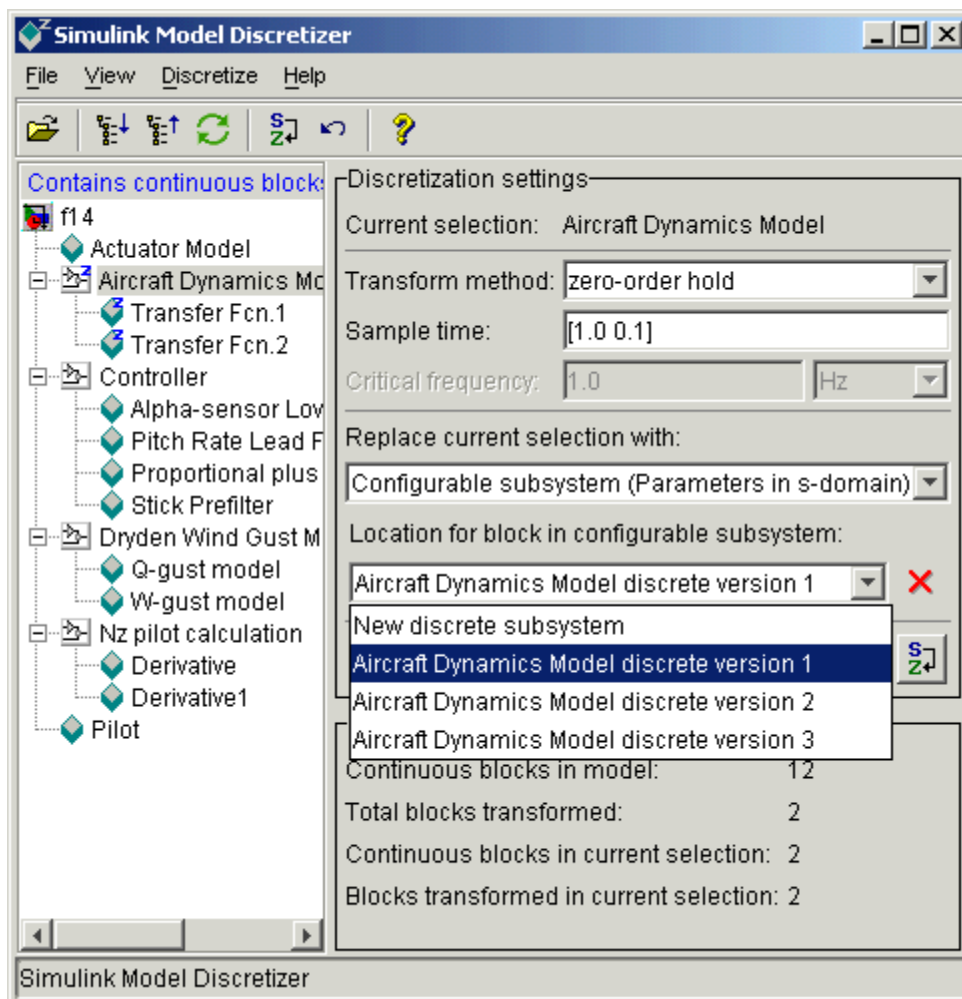 Simulink Model Discretizer
File View Discretize Help
Contains continuous block
f14
Actuator Model
Aircraft Dynamics Mo
Transfer Fcn.1
Transfer Fcn.2
Controller
Alpha-sensor Low
Pitch Rate Lead F
Proportional plus
Stick Prefilter
Dryden Wind Gust M
Q-gust model
W-gust model
Nz pilot calculation
Derivative
Derivative1
Pilot
Discretization settings
Current selection: Aircraft Dynamics Model
Transform method: zero-order hold
Sample time: [1.0 0.1]
Critical frequency: 1.0 Hz
Replace current selection with:
Configurable subsystem (Parameters in s-domain)
Location for block in configurable subsystem:
Aircraft Dynamics Model discrete version 1
New discrete subsystem
Aircraft Dynamics Model discrete version 1
Aircraft Dynamics Model discrete version 2
Aircraft Dynamics Model discrete version 3
Continuous blocks in model: 12
Total blocks transformed: 2
Continuous blocks in current selection: 2
Blocks transformed in current selection: 2
Simulink Model Discretizer